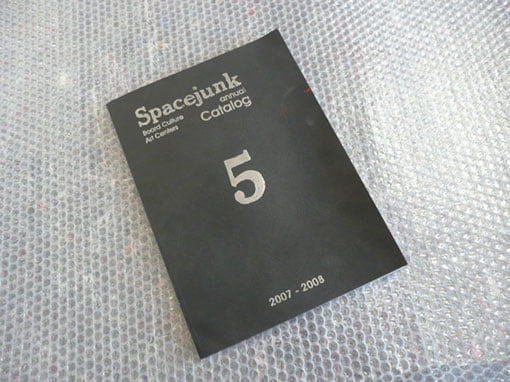 Spacejunk
Board Culture
Art Centers
annual
Catalog
5
2007 - 2008